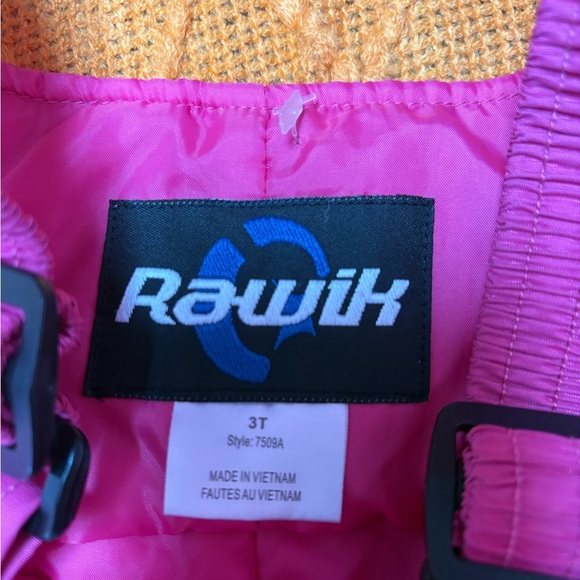 Rawik
3T
Style: 7509A
MADE IN VIETNAM
FAUTES AU VIETNAM